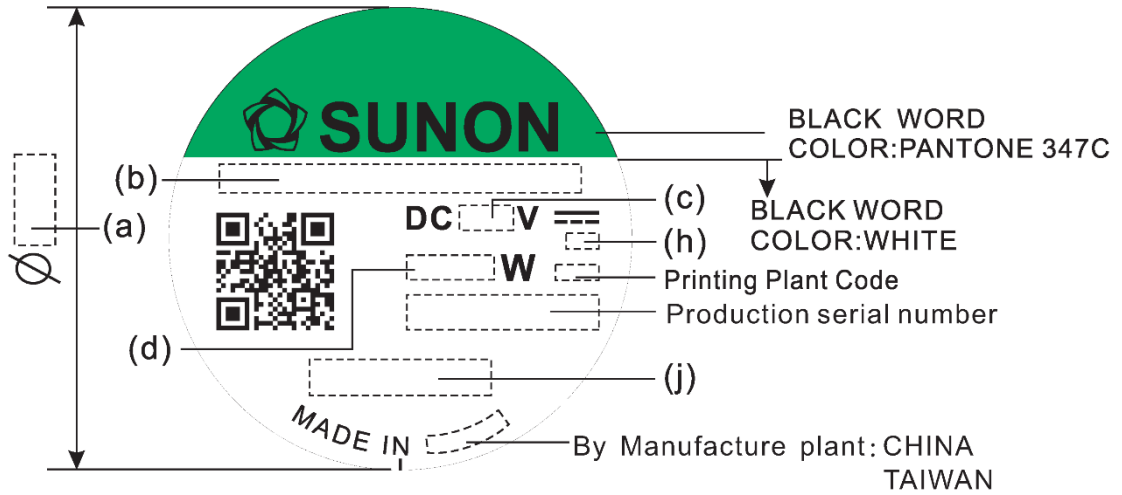 SUNON
BLACK WORD
COLOR:PANTONE 347C
(b)
(a)
DC V
(c)
BLACK WORD
COLOR:WHITE
(h)
W
Printing Plant Code
Production serial number
(d)
(j)
MADE IN
By Manufacture plant: CHINA
TAIWAN
Ø